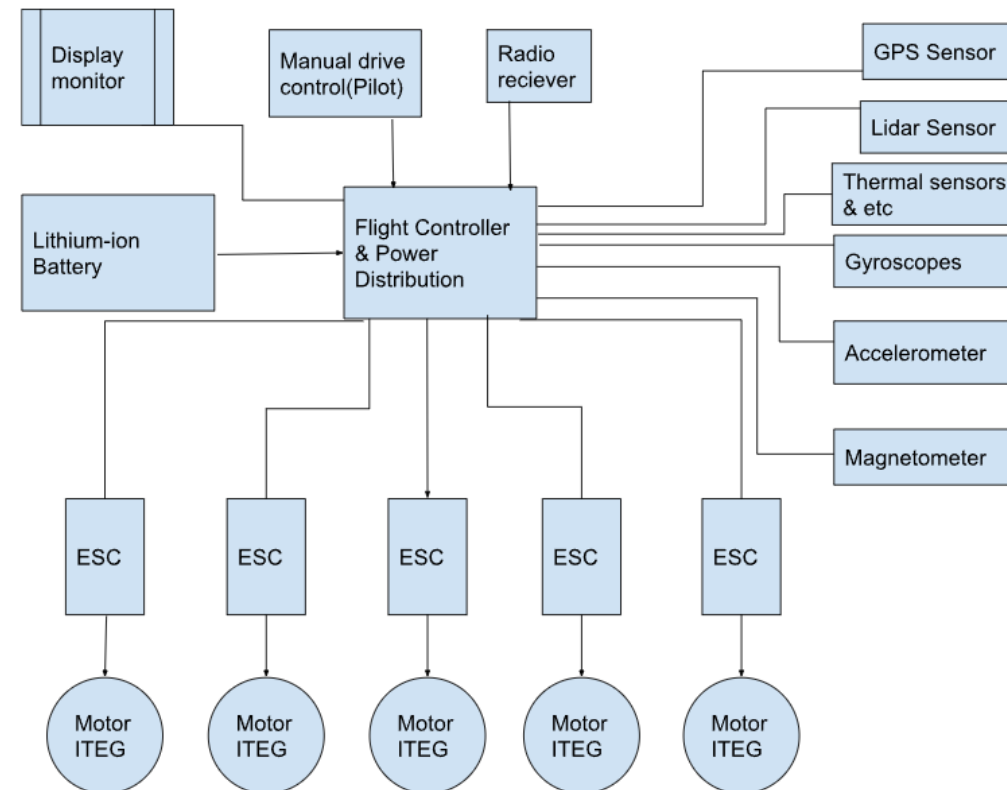 Display
monitor
Manual drive
control(Pilot)
Radio
reciever
GPS Sensor
Lidar Sensor
Thermal sensors
& etc
Lithium-ion
Battery
Flight Controller
& Power
Distribution
Gyroscopes
Accelerometer
Magnetometer
ESC
ESC
ESC
ESC
ESC
Motor
ITEG
Motor
ITEG
Motor
ITEG
Motor
ITEG
Motor
ITEG